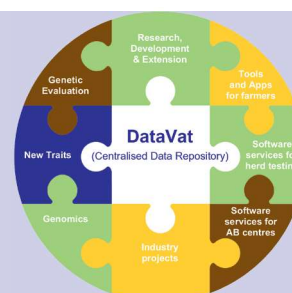 Research,
Development
& Extension
Genetic
Evaluation
Tools
and Apps
for farmers
DataVat
(Centralised Data Repository)
New Traits
Software
services for
herd testin
Genomics
Industry
projects
Software
services for
AB centres